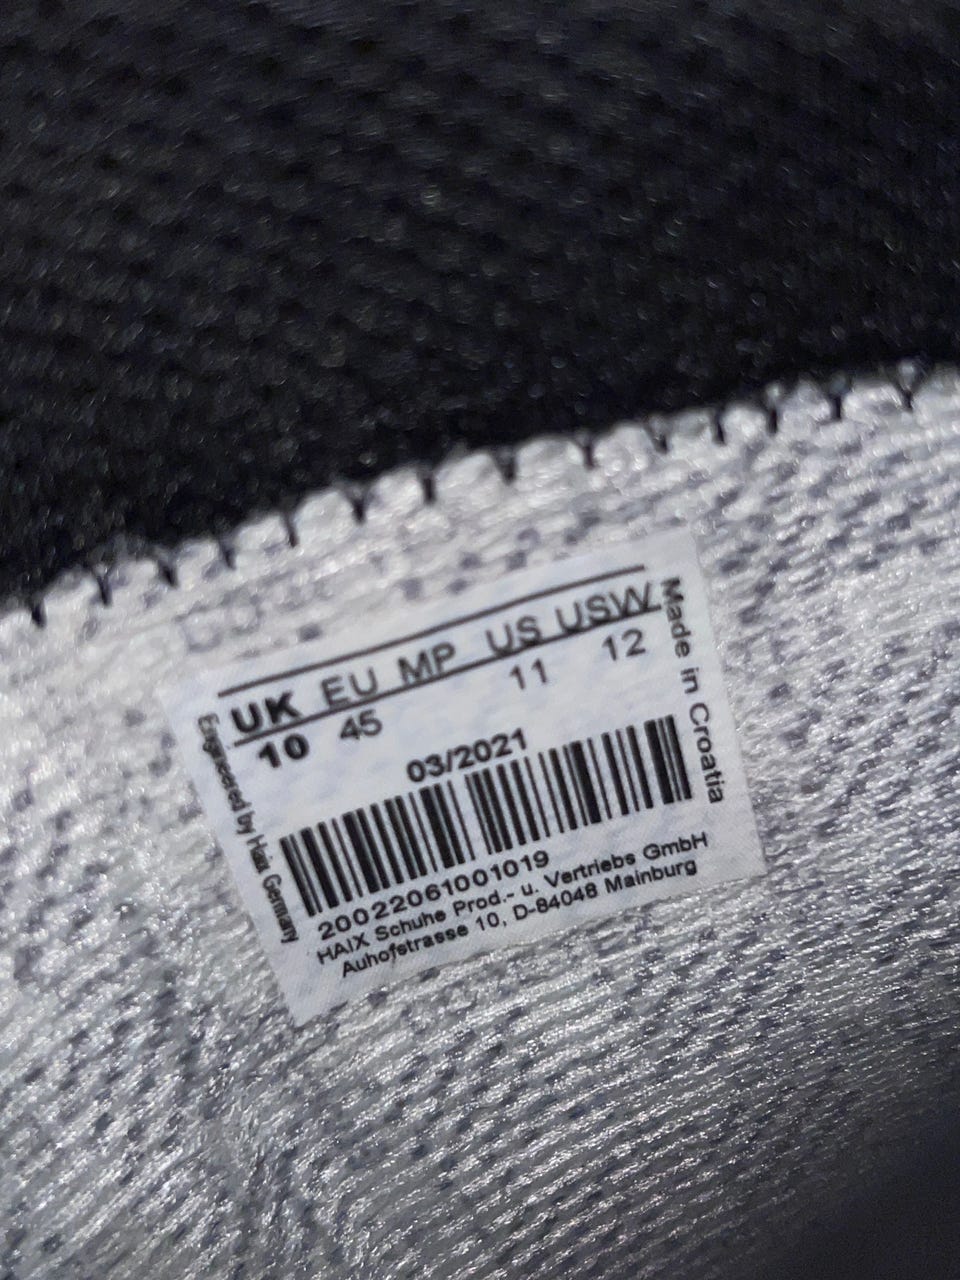 UK EU MP US USW
10 45 11 12
03/2021
20022061001019
HAIX Schuhe Prod.- u. Vertriebs GmbH
Auhofstrasse 10, D-84048 Mainburg
Engineered by Haix Germany
Made in Croatia